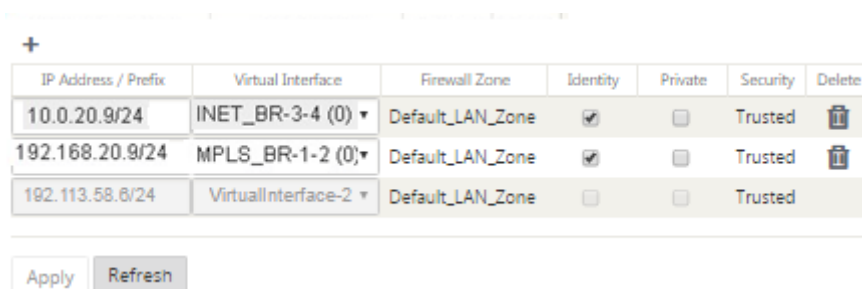 +
IP Address / Prefix Virtual Interface Firewall Zone Identity Private Security Delete
10.0.20.9/24 INET_BR-3-4 (0) Default_LAN_Zone Trusted
192.168.20.9/24 MPLS_BR-1-2 (0) Default_LAN_Zone Trusted
192.113.58.6/24 VirtualInterface-2 Default_LAN_Zone Trusted
Apply Refresh